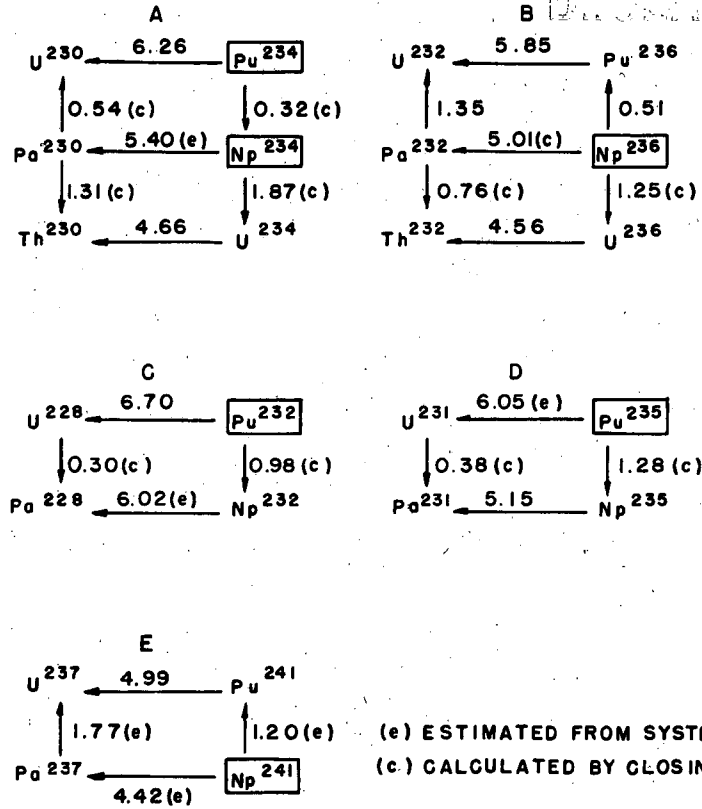 A
6.26
U²³⁰ Pu²³⁴
0.54(c) 0.32(c)
5.40(e)
Pa²³⁰ Np²³⁴
1.31(c) 1.87(c)
Th²³⁰ 4.66 U²³⁴
B
5.85
U²³² Pu²³⁶
1.35 0.51
5.01(c)
Pa²³² Np²³⁶
0.76(c) 1.25(c)
Th²³² 4.56 U²³⁶
C
6.70
U²²⁸ Pu²³²
0.30(c) 0.98(c)
Pa²²⁸ 6.02(e) Np²³²
D
6.05(e)
U²³¹ Pu²³⁵
0.38(c) 1.28(c)
Pa²³¹ 5.15 Np²³⁵
E
U²³⁷ 4.99 Pu²⁴¹
1.77(e) 1.20(e)
Pa²³⁷ Np²⁴¹
4.42(e)
(e) ESTIMATED FROM SYSTE
(c) CALCULATED BY CLOSIN